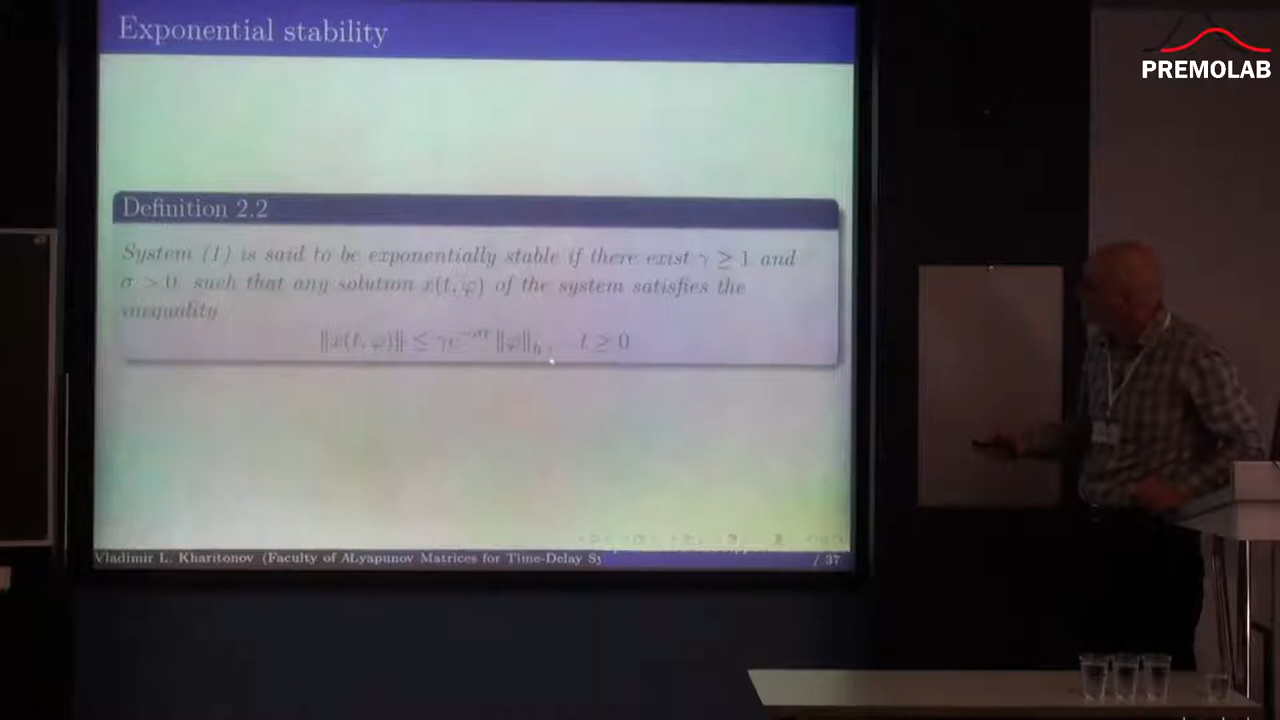 Exponential stability
PREMOLAB
Definition 2.2
System (1) is said to be exponentially stable if there exist γ ≥ 1 and
σ > 0, such that any solution x(t, φ) of the system satisfies the
inequality
‖x(t, φ)‖ ≤ γe^{-σt} ‖φ‖_h , t ≥ 0
Vladimir L. Kharitonov (Faculty of ALyapunov Matrices for Time-Delay Sy
/ 37